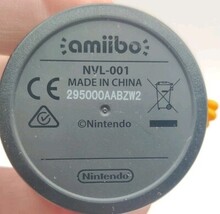 amiibo
NVL-001
MADE IN CHINA
295000AABZW2
©Nintendo
Nintendo